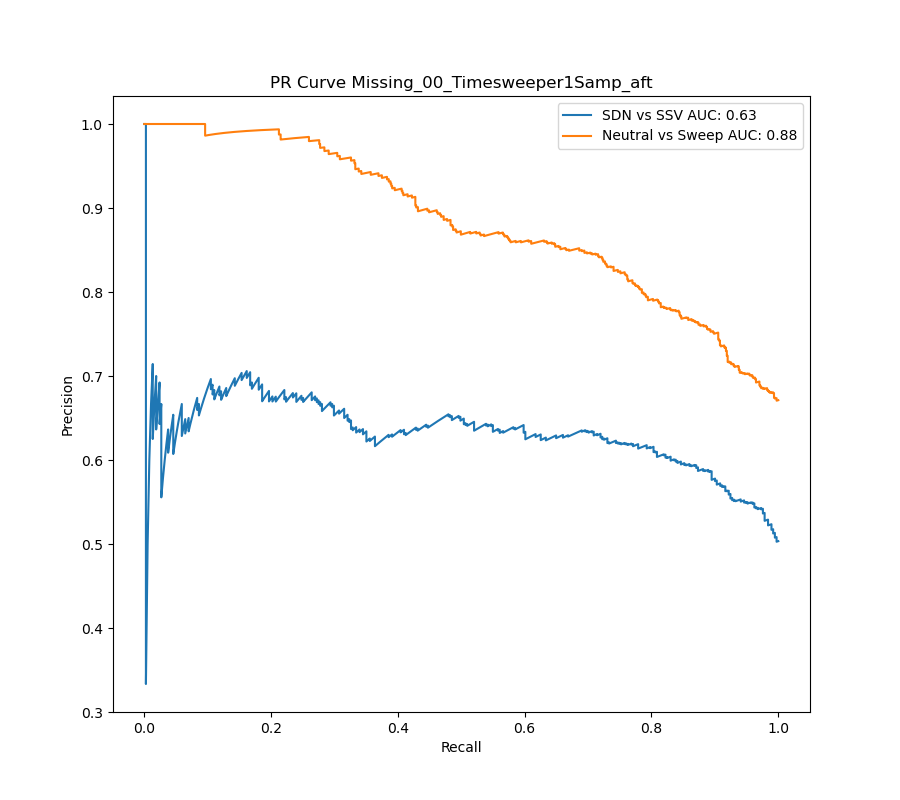 PR Curve Missing_00_Timesweeper1Samp_aft
SDN vs SSV AUC: 0.63
Neutral vs Sweep AUC: 0.88
1.0
0.9
0.8
0.7
0.6
0.5
0.4
0.3
Precision
0.0 0.2 0.4 0.6 0.8 1.0
Recall